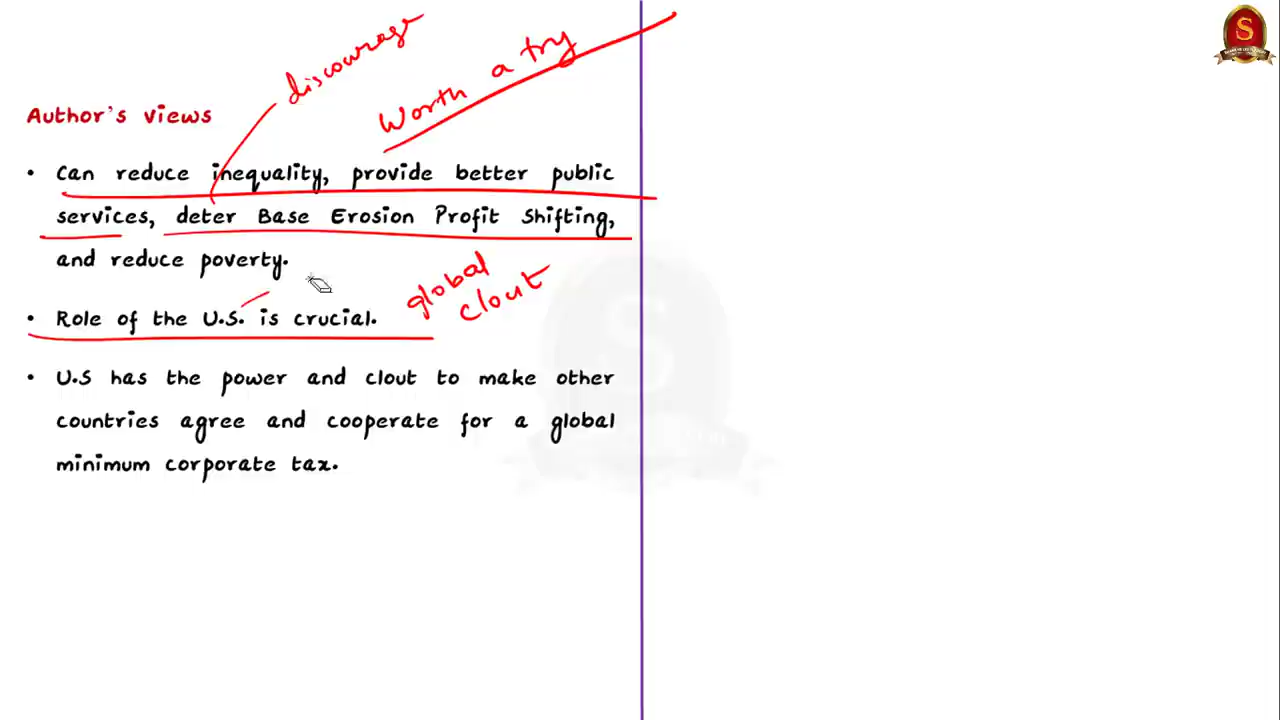 discourage
Worth a try
Author's views
• Can reduce inequality, provide better public
services, deter Base Erosion Profit Shifting,
and reduce poverty.
global
clout
• Role of the U.S. is crucial.
• U.S has the power and clout to make other
countries agree and cooperate for a global
minimum corporate tax.
S